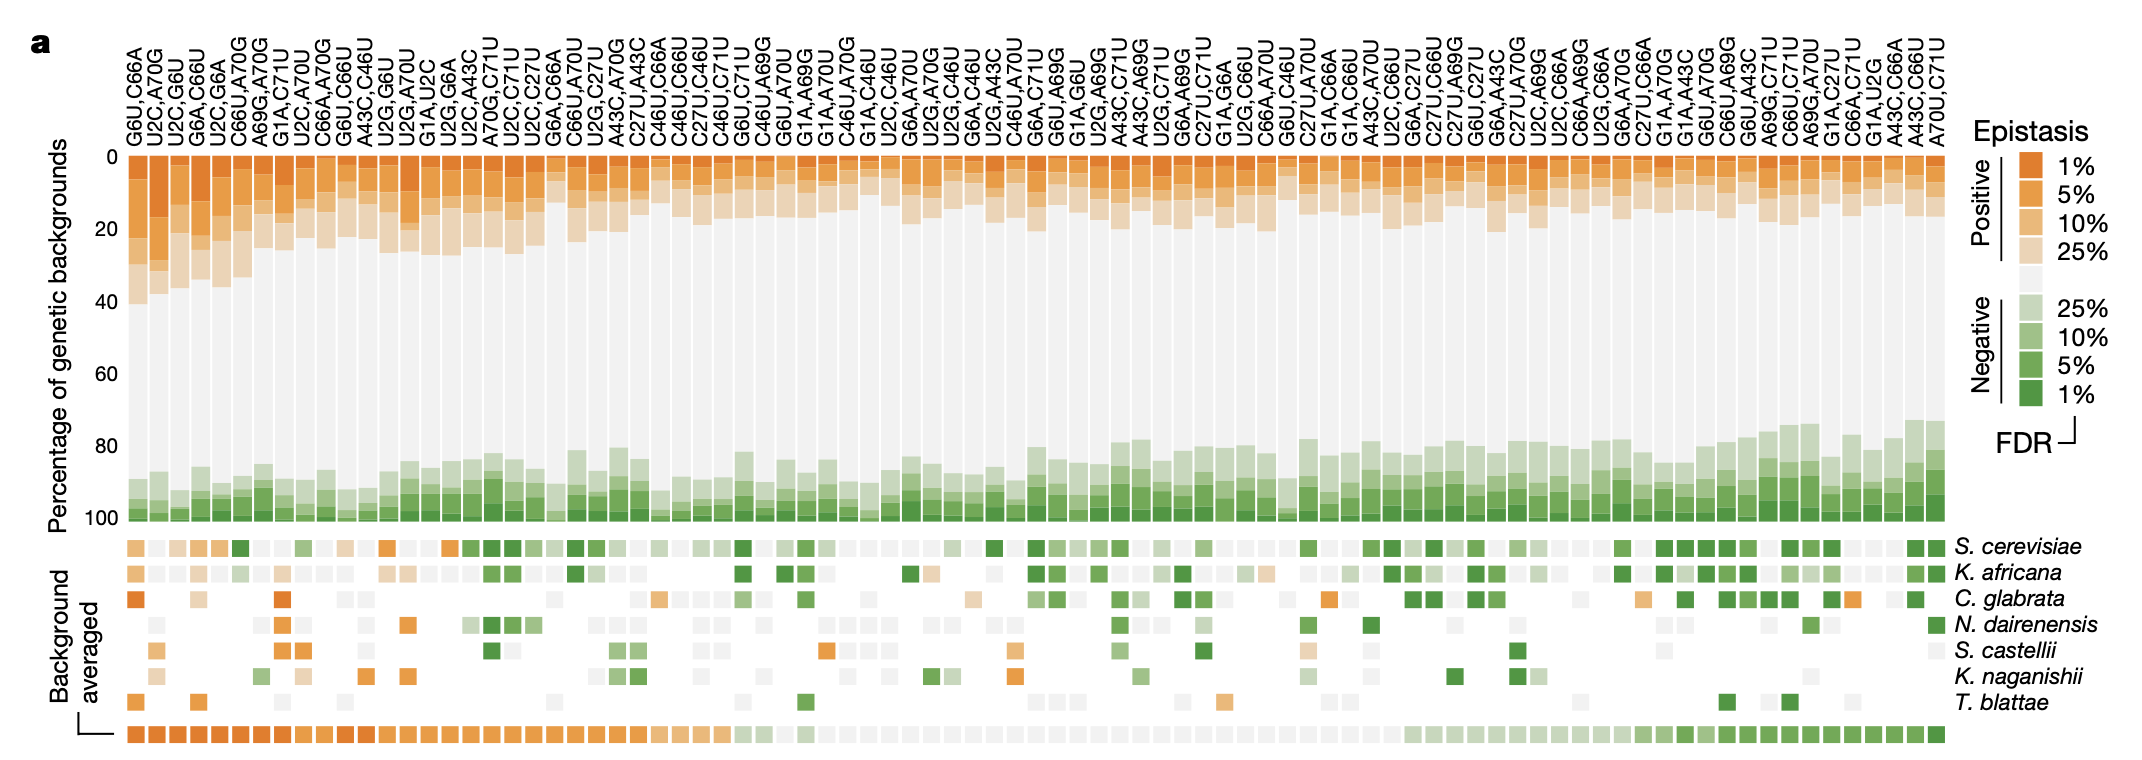 a
G6U,C66A
U2C,A70G
U2C,G6U
G6A,C66U
U2C,G6A
C66U,A70G
A69G,A70G
G1A,C71U
U2C,A70U
C66A,A70G
G6U,C66U
A43C,C46U
U2G,G6U
U2G,A70U
G1A,U2C
U2G,G6A
U2C,A43C
A70G,C71U
U2C,C71U
U2C,C27U
G6A,C66A
C66U,A70U
U2G,C27U
A43C,A70G
C27U,A43C
C46U,C66A
C46U,C66U
C27U,C46U
C46U,C71U
G6U,C71U
C46U,A69G
G6U,A70U
G1A,A69G
G1A,A70U
C46U,A70G
G1A,C46U
U2C,C46U
G6A,A70U
U2G,A70G
U2G,C46U
G6A,C46U
U2G,A43C
C46U,A70U
G6A,C71U
G6U,A69G
G1A,G6U
U2G,A69G
A43C,C71U
A43C,A69G
U2G,C71U
G6A,A69G
C27U,C71U
G1A,G6A
U2G,C66U
C66A,A70U
G6U,C46U
C27U,A70U
G1A,C66A
G1A,C66U
A43C,A70U
U2C,C66U
G6A,C27U
C27U,C66U
C27U,A69G
G6U,C27U
G6A,A43C
C27U,A70G
U2C,A69G
U2C,C66A
C66A,A69G
U2G,C66A
G6A,A70G
C27U,C66A
G1A,A70G
G1A,A43C
G6U,A70G
C66U,A69G
G6U,A43C
A69G,C71U
C66U,C71U
A69G,A70U
G1A,C27U
C66A,C71U
G1A,U2G
A43C,C66A
A43C,C66U
A70U,C71U
Percentage of genetic backgrounds
0
20
40
60
80
100
Epistasis
Positive
1%
5%
10%
25%
Negative
25%
10%
5%
1%
FDR
S. cerevisiae
K. africana
C. glabrata
N. dairenensis
S. castellii
K. naganishii
T. blattae
Background
averaged